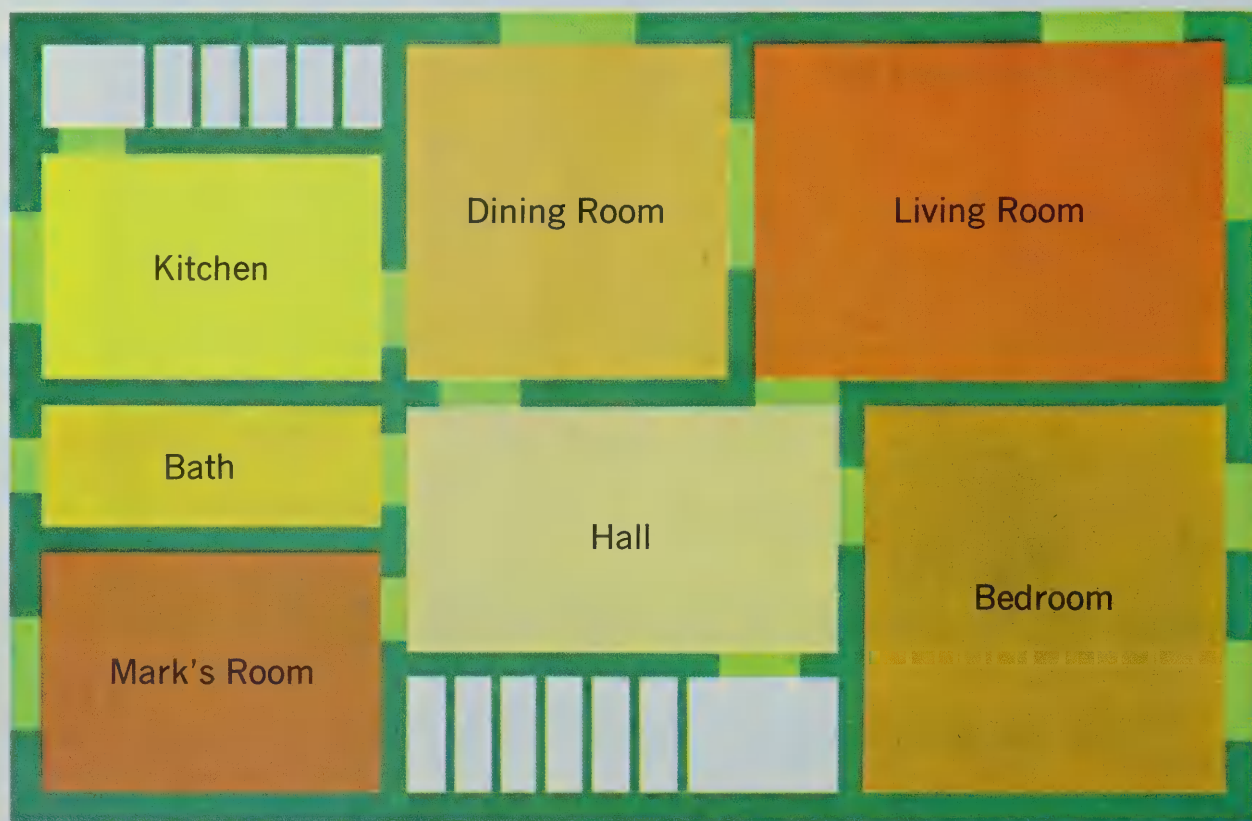 Dining Room
Living Room
Kitchen
Bath
Hall
Bedroom
Mark's Room